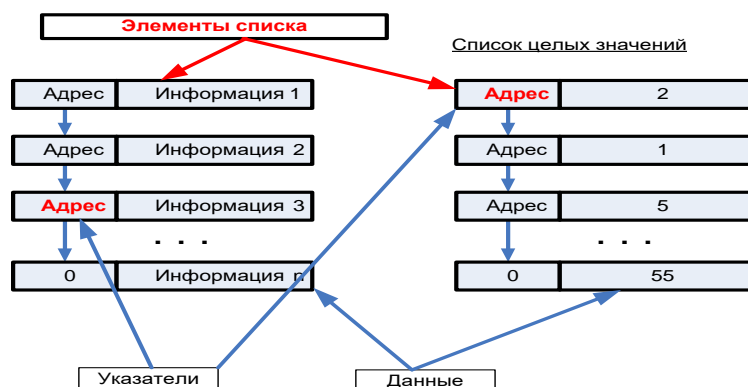 Элементы списка
Список целых значений
Адрес Информация 1
Адрес 2
Адрес Информация 2
Адрес 1
Адрес Информация 3
Адрес 5
. . .
. . .
0 Информация n
0 55
Указатели
Данные